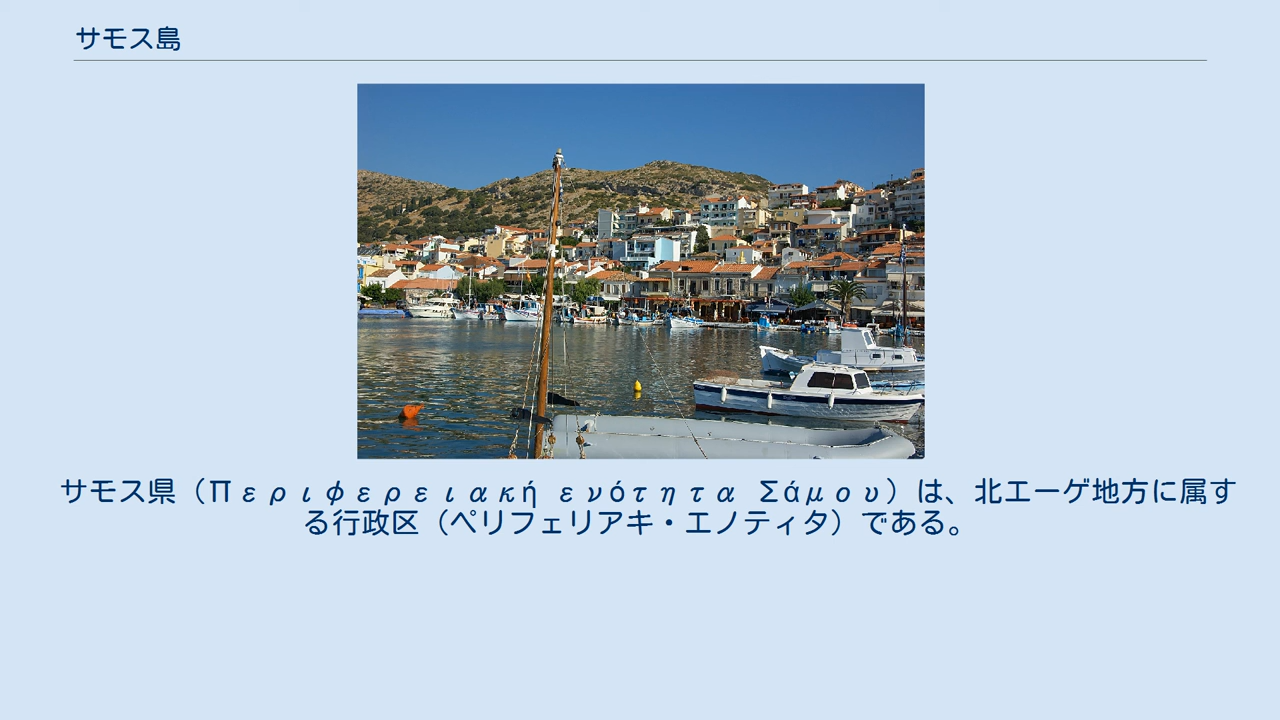 サモス島
サモス県（Περιφερειακή ενότητα Σάμου）は、北エーゲ地方に属す
る行政区（ペリフェリアキ・エノティタ）である。